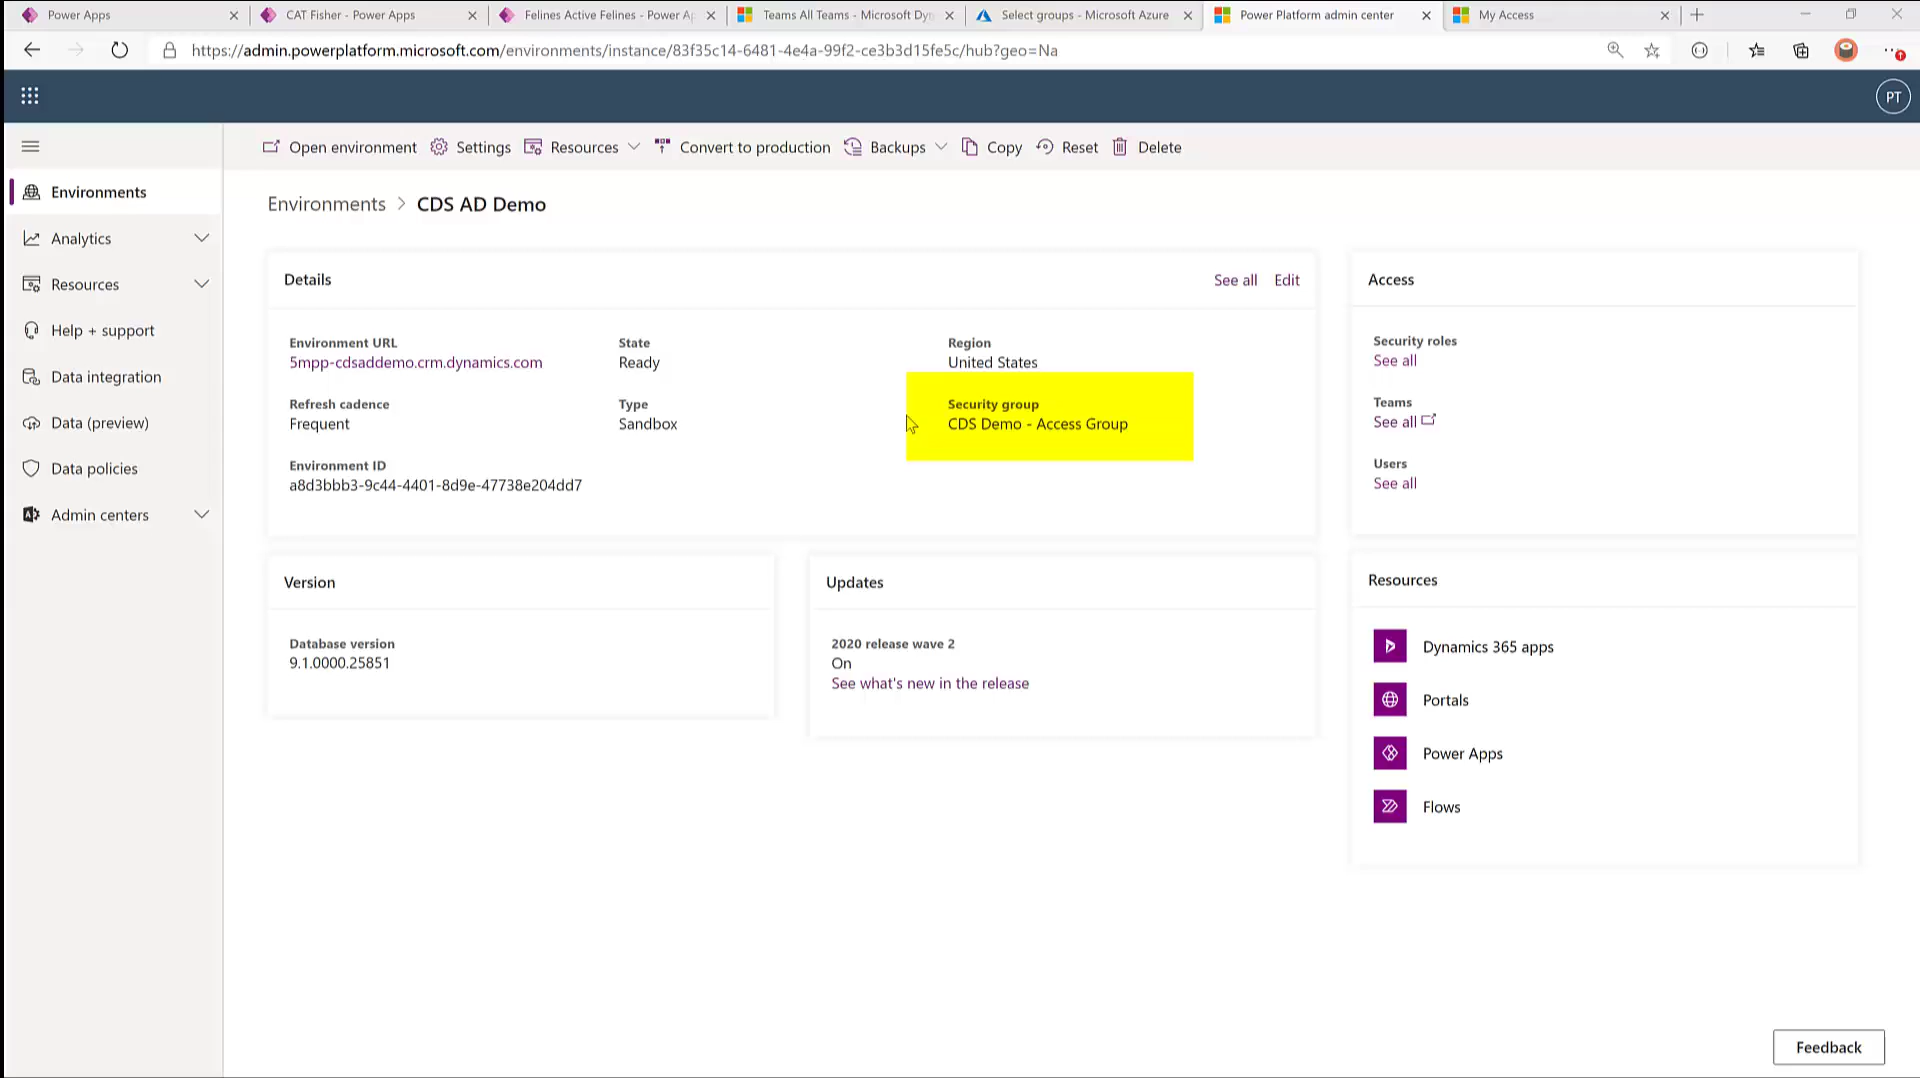 Power Apps
CAT Fisher - Power Apps
Felines Active Felines - Power A
Teams All Teams - Microsoft Dy
Select groups - Microsoft Azure
Power Platform admin center
My Access
https://admin.powerplatform.microsoft.com/environments/instance/83f35c14-6481-4e4a-99f2-ce3b3d15fe5c/hub?geo=Na
PT
Open environment
Settings
Resources
Convert to production
Backups
Copy
Reset
Delete
Environments
Analytics
Resources
Help + support
Data integration
Data (preview)
Data policies
Admin centers
Environments > CDS AD Demo
Details
See all
Edit
Environment URL
5mpp-cdsaddemo.crm.dynamics.com
State
Ready
Region
United States
Refresh cadence
Frequent
Type
Sandbox
Security group
CDS Demo - Access Group
Environment ID
a8d3bbb3-9c44-4401-8d9e-47738e204dd7
Access
Security roles
See all
Teams
See all
Users
See all
Version
Database version
9.1.0000.25851
Updates
2020 release wave 2
On
See what's new in the release
Resources
Dynamics 365 apps
Portals
Power Apps
Flows
Feedback